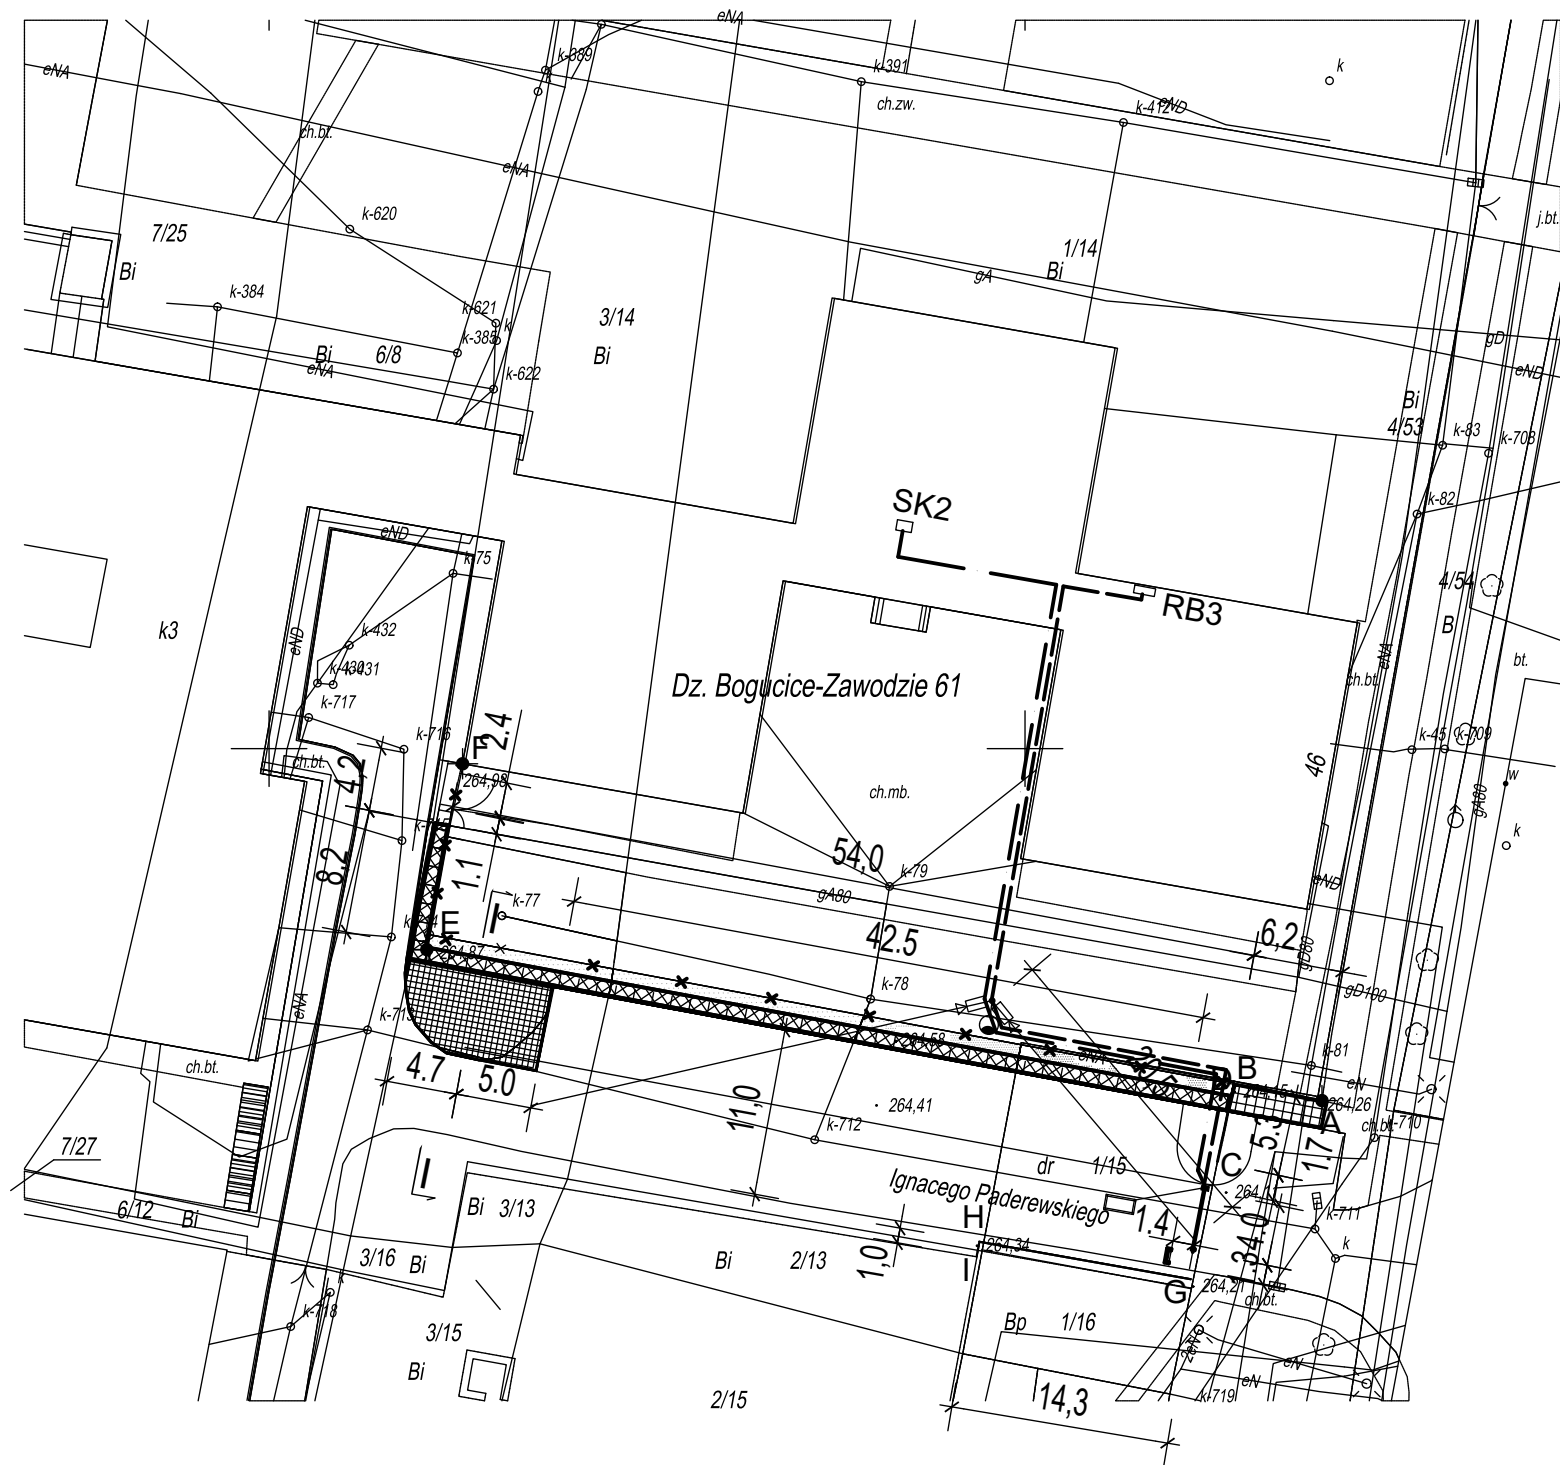 eNA
k-389
k
eNA
k-391
k
ch.zw.
k-412
eND
ch.bt.
eNA
k-620
7/25
Bi
1/14
Bi
gA
j.bt.
k-384
k-621
k
k-385
3/14
Bi
Bi
6/8
eNA
k-622
gD
eND
Bi
4/53
k-83
k-708
SK2
k-82
eND
k-75
4/54
RB3
B
k3
k-432
eND
k-431
k-717
Dz. Bogucice-Zawodzie 61
eNA
bt.
ch.bt.
k-716
F
2.4
k-45
k-709
46
w
ch.bt.
4,2
264,98
ch.mb.
gA80
k
8,2
1.1
54,0
k-79
gA80
eND
k-77
E
I
42.5
6,2
gD80
264,87
k-78
gD100
eNA
k-713
264,58
eNA
k-81
B
eN
ch.bt.
4.7
5.0
11,0
264,41
264,26
A
k-712
5.3
1.7
ch.bt.
k-710
7/27
I
dr
1/15
C
Ignacego Paderewskiego
6/12
Bi
Bi
3/13
H
1.4
k-711
3/16
Bi
Bi
2/13
1,0
264,34
I
G
264,21
k
k
k-718
ch.bt.
3/15
Bi
Bp
1/16
2eN
eN
2/15
14,3
k-719
eN